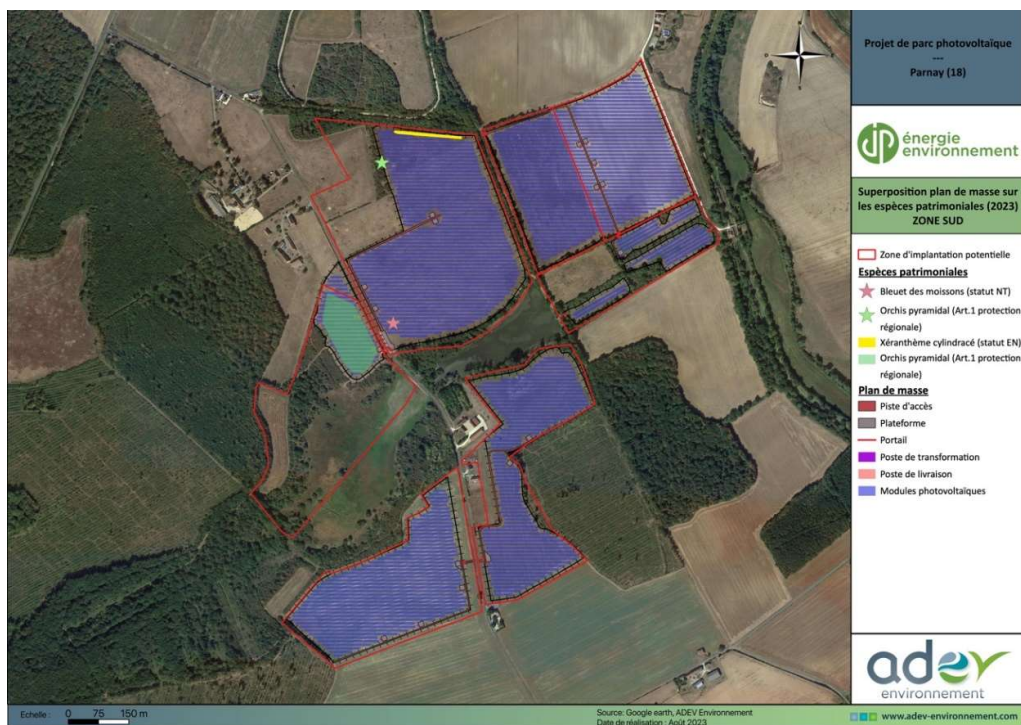 Projet de parc photovoltaïque
---
Parnay (18)
JP énergie
environnement
Superposition plan de masse sur
les espèces patrimoniales (2023)
ZONE SUD
Zone d'implantation potentielle
Espèces patrimoniales
Bleuet des moissons (statut NT)
Orchis pyramidal (Art.1 protection
régionale)
Xéranthème cylindracé (statut EN)
Orchis pyramidal (Art.1 protection
régionale)
Plan de masse
Piste d'accès
Plateforme
Portail
Poste de transformation
Poste de livraison
Modules photovoltaïques
adev
environnement
Echelle : 0 75 150 m
Source: Google earth, ADEV Environnement
Date de réalisation : Août 2023
www.adev-environnement.com